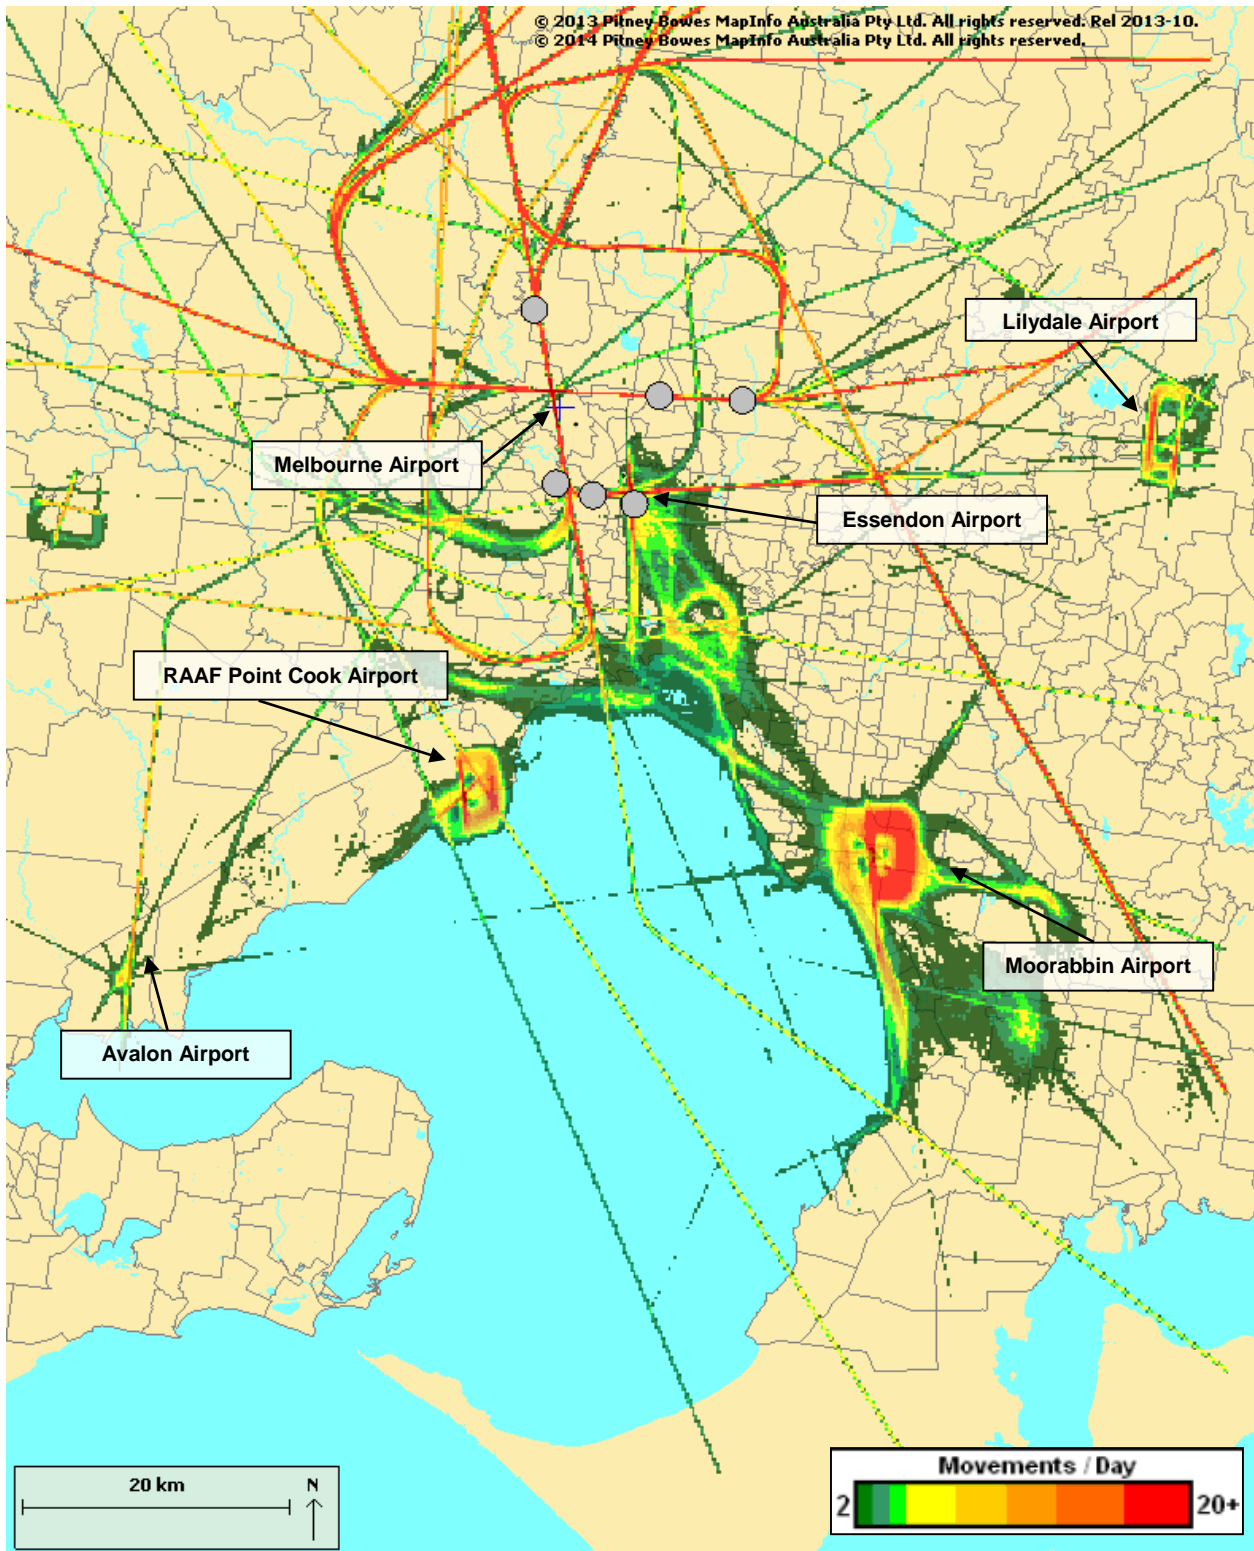 © 2013 Pitney Bowes MapInfo Australia Pty Ltd. All rights reserved. Rel 2013-10.
© 2014 Pitney Bowes MapInfo Australia Pty Ltd. All rights reserved.
Lilydale Airport
Melbourne Airport
Essendon Airport
RAAF Point Cook Airport
Moorabbin Airport
Avalon Airport
20 km
N
Movements / Day
2
20+